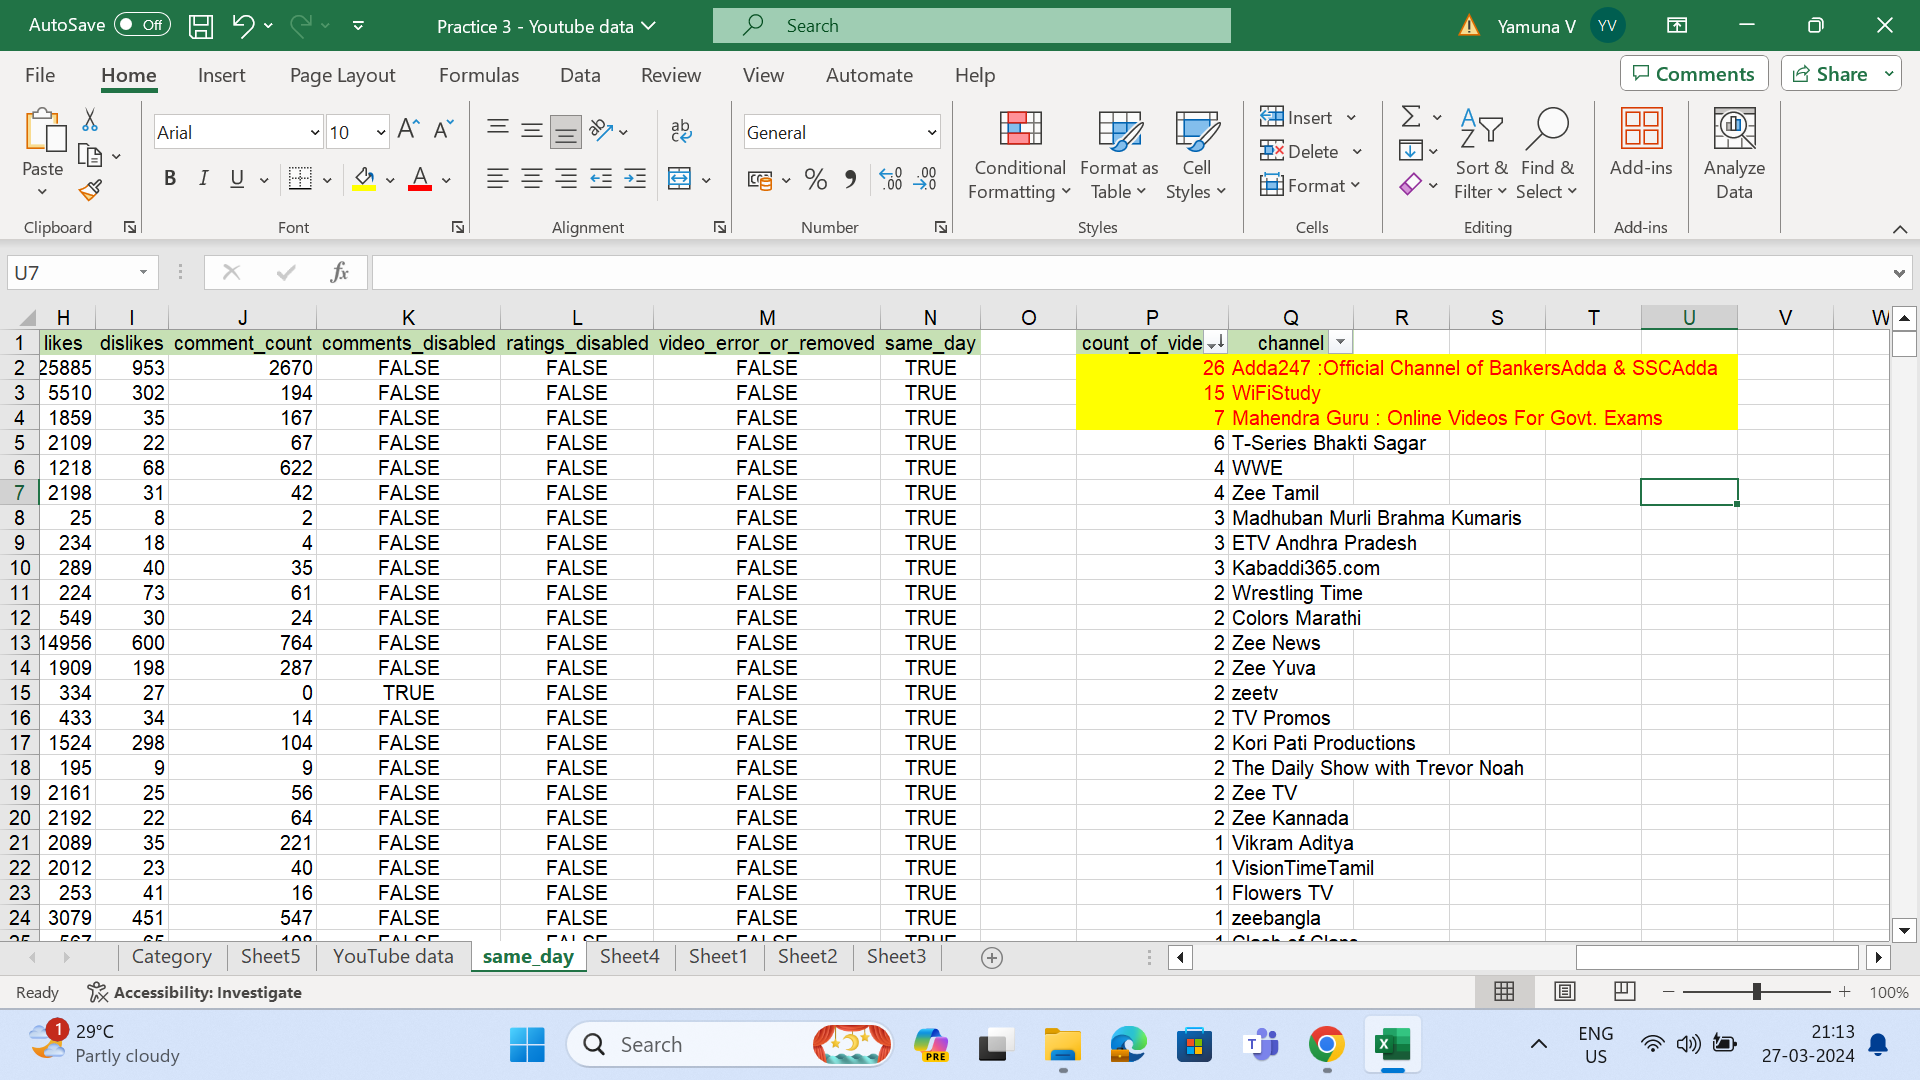 AutoSave Off Practice 3 - Youtube data Search Yamuna V YV
File Home Insert Page Layout Formulas Data Review View Automate Help Comments Share
Paste Arial 10 General Conditional Formatting Format as Table Cell Styles Insert Delete Format Sort & Filter Find & Select Add-ins Analyze Data
Clipboard Font Alignment Number Styles Cells Editing Add-ins
U7 fx
H I J K L M N O P Q R S T U V W
1 likes dislikes comment_count comments_disabled ratings_disabled video_error_or_removed same_day count_of_vide channel
2 25885 953 2670 FALSE FALSE FALSE TRUE 26 Adda247 :Official Channel of BankersAdda & SSCAdda
3 5510 302 194 FALSE FALSE FALSE TRUE 15 WiFiStudy
4 1859 35 167 FALSE FALSE FALSE TRUE 7 Mahendra Guru : Online Videos For Govt. Exams
5 2109 22 67 FALSE FALSE FALSE TRUE 6 T-Series Bhakti Sagar
6 1218 68 622 FALSE FALSE FALSE TRUE 4 WWE
7 2198 31 42 FALSE FALSE FALSE TRUE 4 Zee Tamil
8 25 8 2 FALSE FALSE FALSE TRUE 3 Madhuban Murli Brahma Kumaris
9 234 18 4 FALSE FALSE FALSE TRUE 3 ETV Andhra Pradesh
10 289 40 35 FALSE FALSE FALSE TRUE 3 Kabaddi365.com
11 224 73 61 FALSE FALSE FALSE TRUE 2 Wrestling Time
12 549 30 24 FALSE FALSE FALSE TRUE 2 Colors Marathi
13 14956 600 764 FALSE FALSE FALSE TRUE 2 Zee News
14 1909 198 287 FALSE FALSE FALSE TRUE 2 Zee Yuva
15 334 27 0 TRUE FALSE FALSE TRUE 2 zeetv
16 433 34 14 FALSE FALSE FALSE TRUE 2 TV Promos
17 1524 298 104 FALSE FALSE FALSE TRUE 2 Kori Pati Productions
18 195 9 9 FALSE FALSE FALSE TRUE 2 The Daily Show with Trevor Noah
19 2161 25 56 FALSE FALSE FALSE TRUE 2 Zee TV
20 2192 22 64 FALSE FALSE FALSE TRUE 2 Zee Kannada
21 2089 35 221 FALSE FALSE FALSE TRUE 1 Vikram Aditya
22 2012 23 40 FALSE FALSE FALSE TRUE 1 VisionTimeTamil
23 253 41 16 FALSE FALSE FALSE TRUE 1 Flowers TV
24 3079 451 547 FALSE FALSE FALSE TRUE 1 zeebangla
Category Sheet5 YouTube data same_day Sheet4 Sheet1 Sheet2 Sheet3
Ready Accessibility: Investigate 100%
1 29°C Search PRE ENG 21:13
Partly cloudy US 27-03-2024